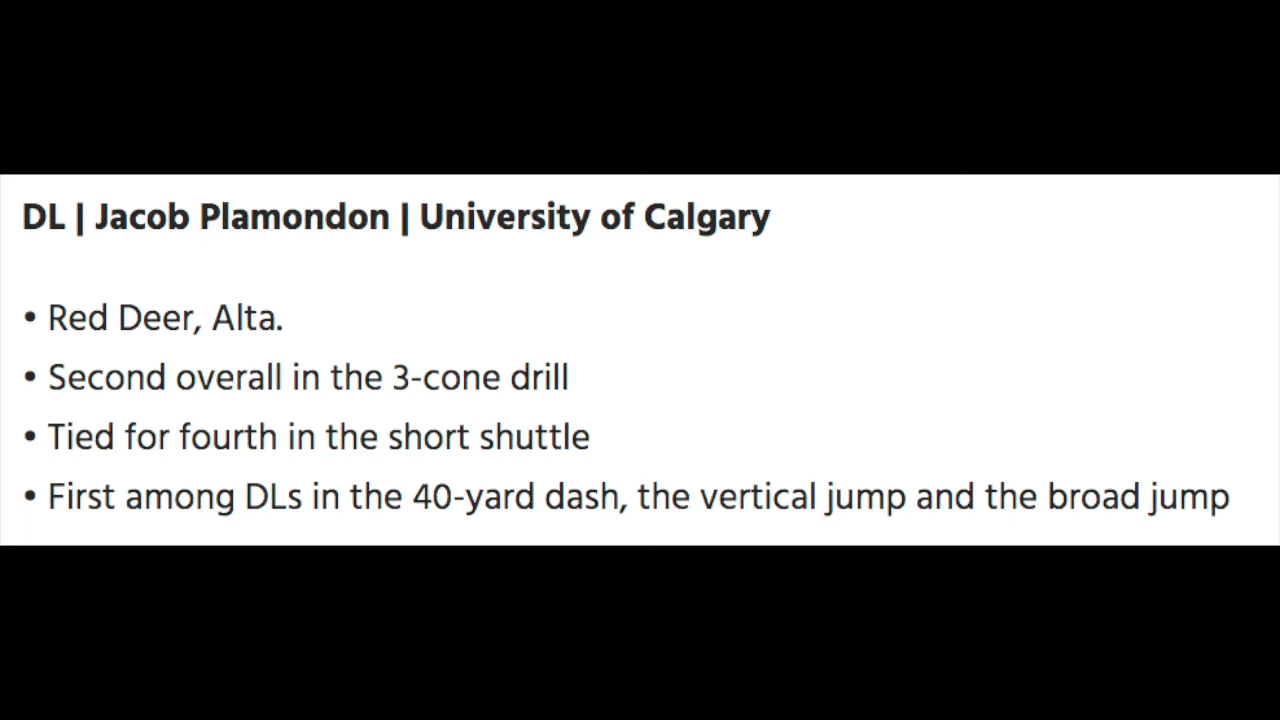 DL | Jacob Plamondon | University of Calgary
• Red Deer, Alta.
• Second overall in the 3-cone drill
• Tied for fourth in the short shuttle
• First among DLs in the 40-yard dash, the vertical jump and the broad jump